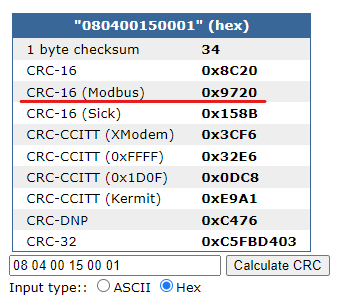 "080400150001" (hex)
1 byte checksum 34
CRC-16 0x8C20
CRC-16 (Modbus) 0x9720
CRC-16 (Sick) 0x158B
CRC-CCITT (XModem) 0x3CF6
CRC-CCITT (0xFFFF) 0x32E6
CRC-CCITT (0x1D0F) 0x0DC8
CRC-CCITT (Kermit) 0xE9A1
CRC-DNP 0xC476
CRC-32 0xC5FBD403
08 04 00 15 00 01 Calculate CRC
Input type:: ASCII Hex